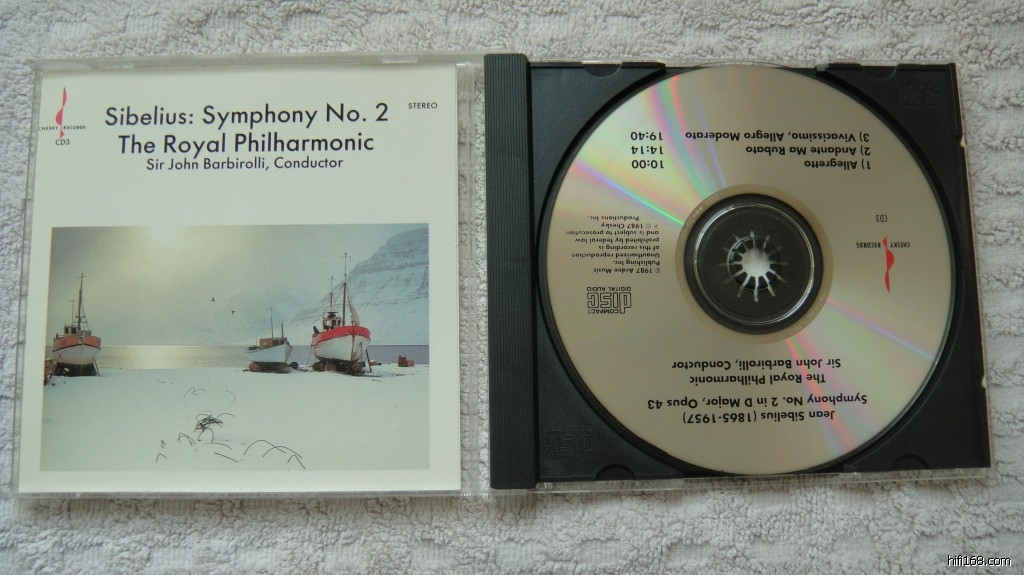 CHESKY RECORDS
CD3
Sibelius: Symphony No. 2
STEREO
The Royal Philharmonic
Sir John Barbirolli, Conductor
Jean Sibelius (1865-1957)
Symphony No. 2 in D Major, Opus 43
The Royal Philharmonic
Sir John Barbirolli, Conductor
CHESKY RECORDS
CD3
COMPACT
disc
DIGITAL AUDIO
© 1987 Ardee Music
Publishing Inc.
Unauthorized reproduction
of this recording is
prohibited by federal law
and is subject to prosecution
℗ 1987 Chesky
Productions Inc.
1) Allegretto 10:00
2) Andante Ma Rubato 14:14
3) Vivacissimo, Allegro Moderato 19:40
hifi168.com